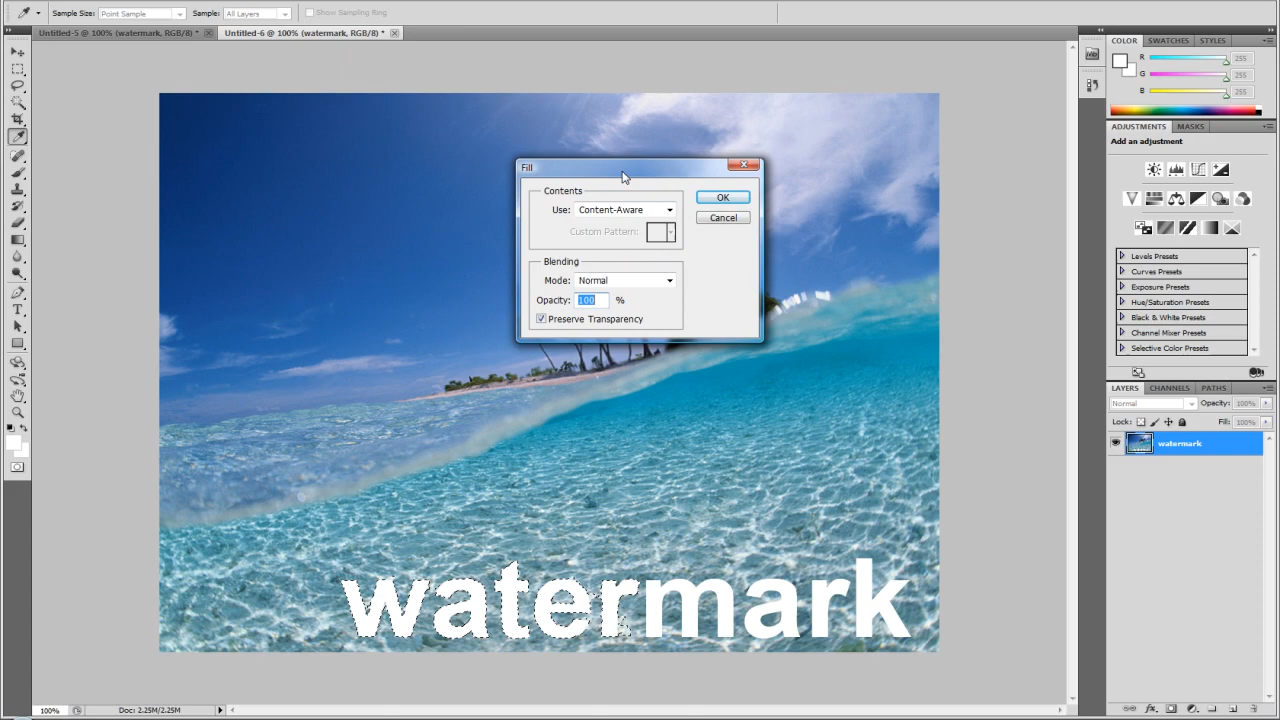 Sample Size: Point Sample Sample: All Layers Show Sampling Ring
Untitled-5 @ 100% (watermark, RGB/8) * Untitled-6 @ 100% (watermark, RGB/8) *
COLOR SWATCHES STYLES
R 255
G 255
B 255
ADJUSTMENTS MASKS
Add an adjustment
Fill
Contents
OK
Use: Content-Aware
Cancel
Custom Pattern:
Blending
Mode: Normal
Opacity: 100 %
Preserve Transparency
Levels Presets
Curves Presets
Exposure Presets
Hue/Saturation Presets
Black & White Presets
Channel Mixer Presets
Selective Color Presets
LAYERS CHANNELS PATHS
Normal Opacity: 100%
Lock: Fill: 100%
watermark
watermark
100% Doc: 2.25M/2.25M